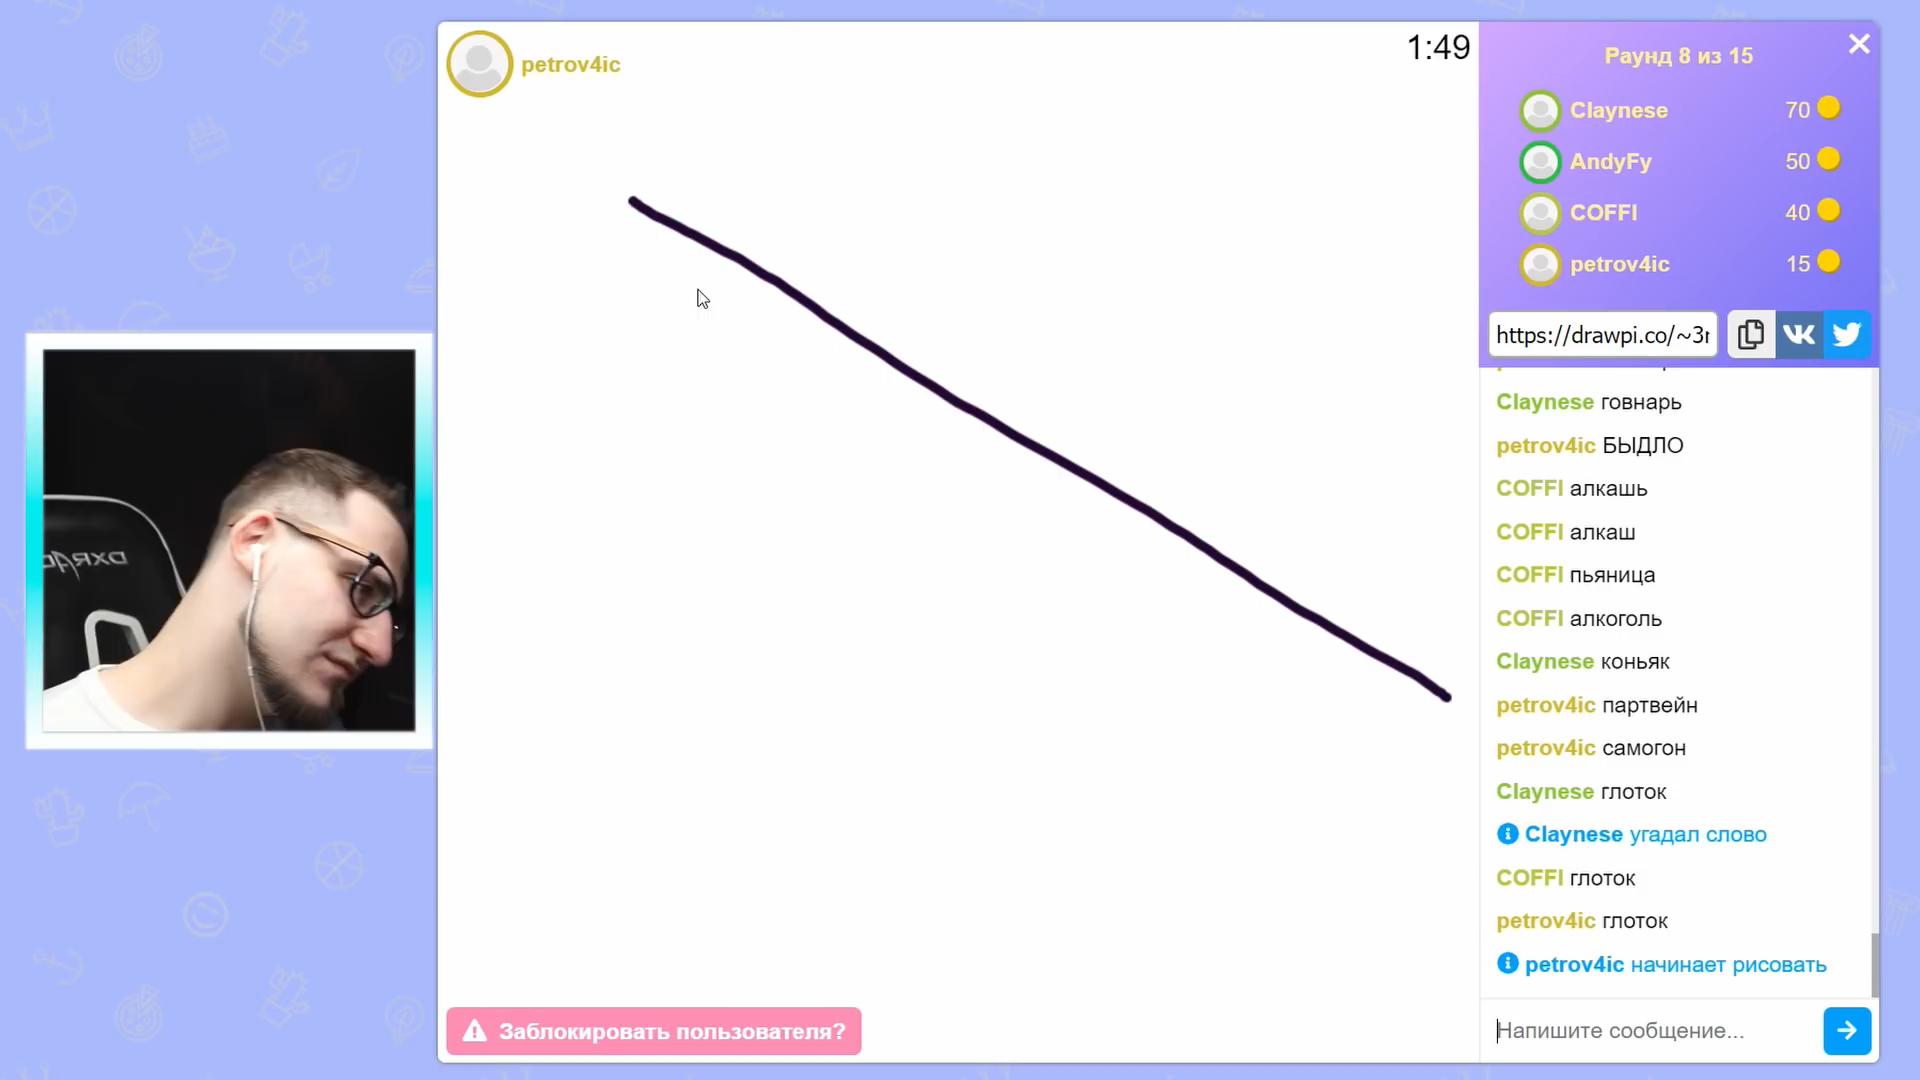 petrov4ic
1:49
Раунд 8 из 15
Claynese 70
AndyFy 50
COFFI 40
petrov4ic 15
https://drawpi.co/~3r
Claynese говнарь
petrov4ic БЫДЛО
COFFI алкашь
COFFI алкаш
COFFI пьяница
COFFI алкоголь
Claynese коньяк
petrov4ic партвейн
petrov4ic самогон
Claynese глоток
Claynese угадал слово
COFFI глоток
petrov4ic глоток
petrov4ic начинает рисовать
Заблокировать пользователя?
Напишите сообщение...